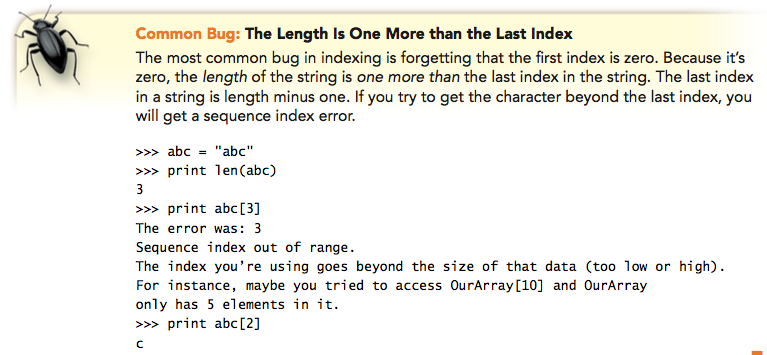 Common Bug: The Length Is One More than the Last Index
The most common bug in indexing is forgetting that the first index is zero. Because it’s
zero, the length of the string is one more than the last index in the string. The last index
in a string is length minus one. If you try to get the character beyond the last index, you
will get a sequence index error.
>>> abc = "abc"
>>> print len(abc)
3
>>> print abc[3]
The error was: 3
Sequence index out of range.
The index you’re using goes beyond the size of that data (too low or high).
For instance, maybe you tried to access OurArray[10] and OurArray
only has 5 elements in it.
>>> print abc[2]
c